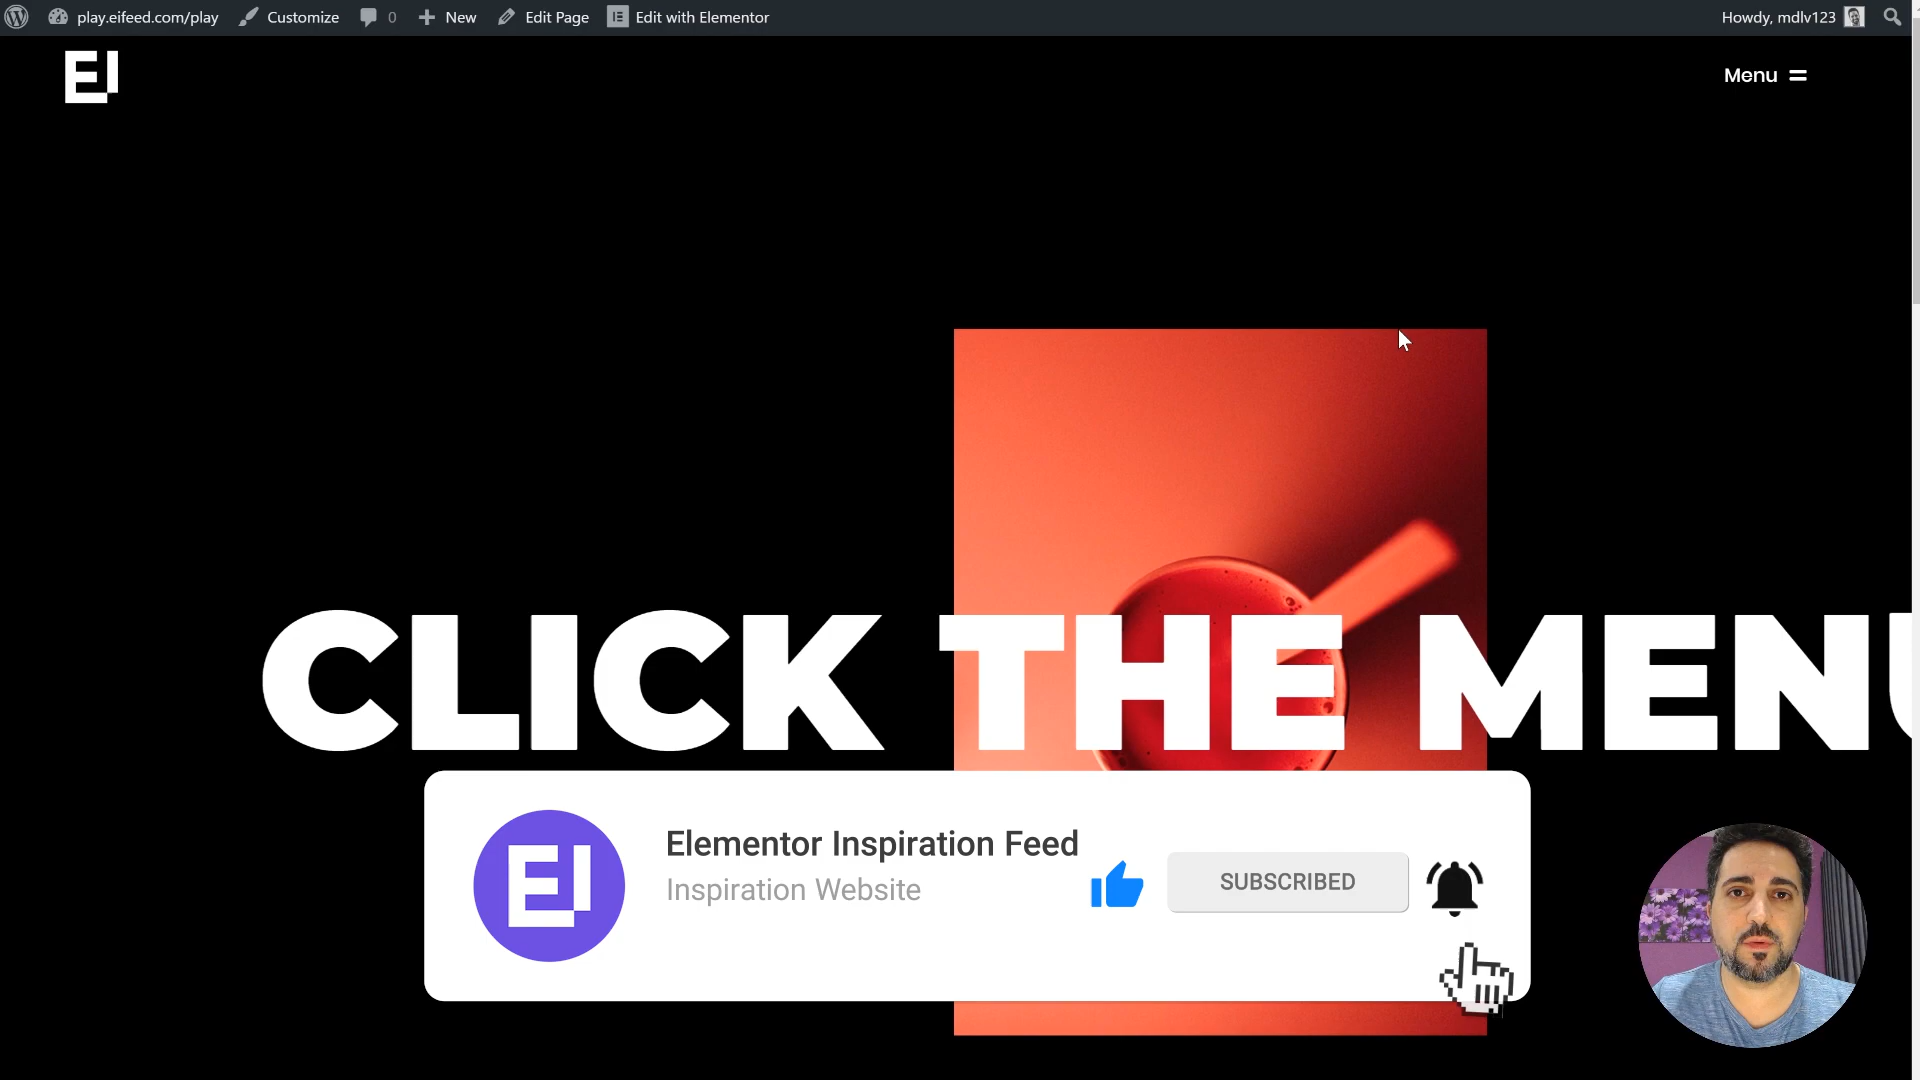 play.eifeed.com/play Customize 0 New Edit Page Edit with Elementor Howdy, mdlv123
EI
Menu
CLICK THE MENU
Elementor Inspiration Feed
Inspiration Website
SUBSCRIBED
EI